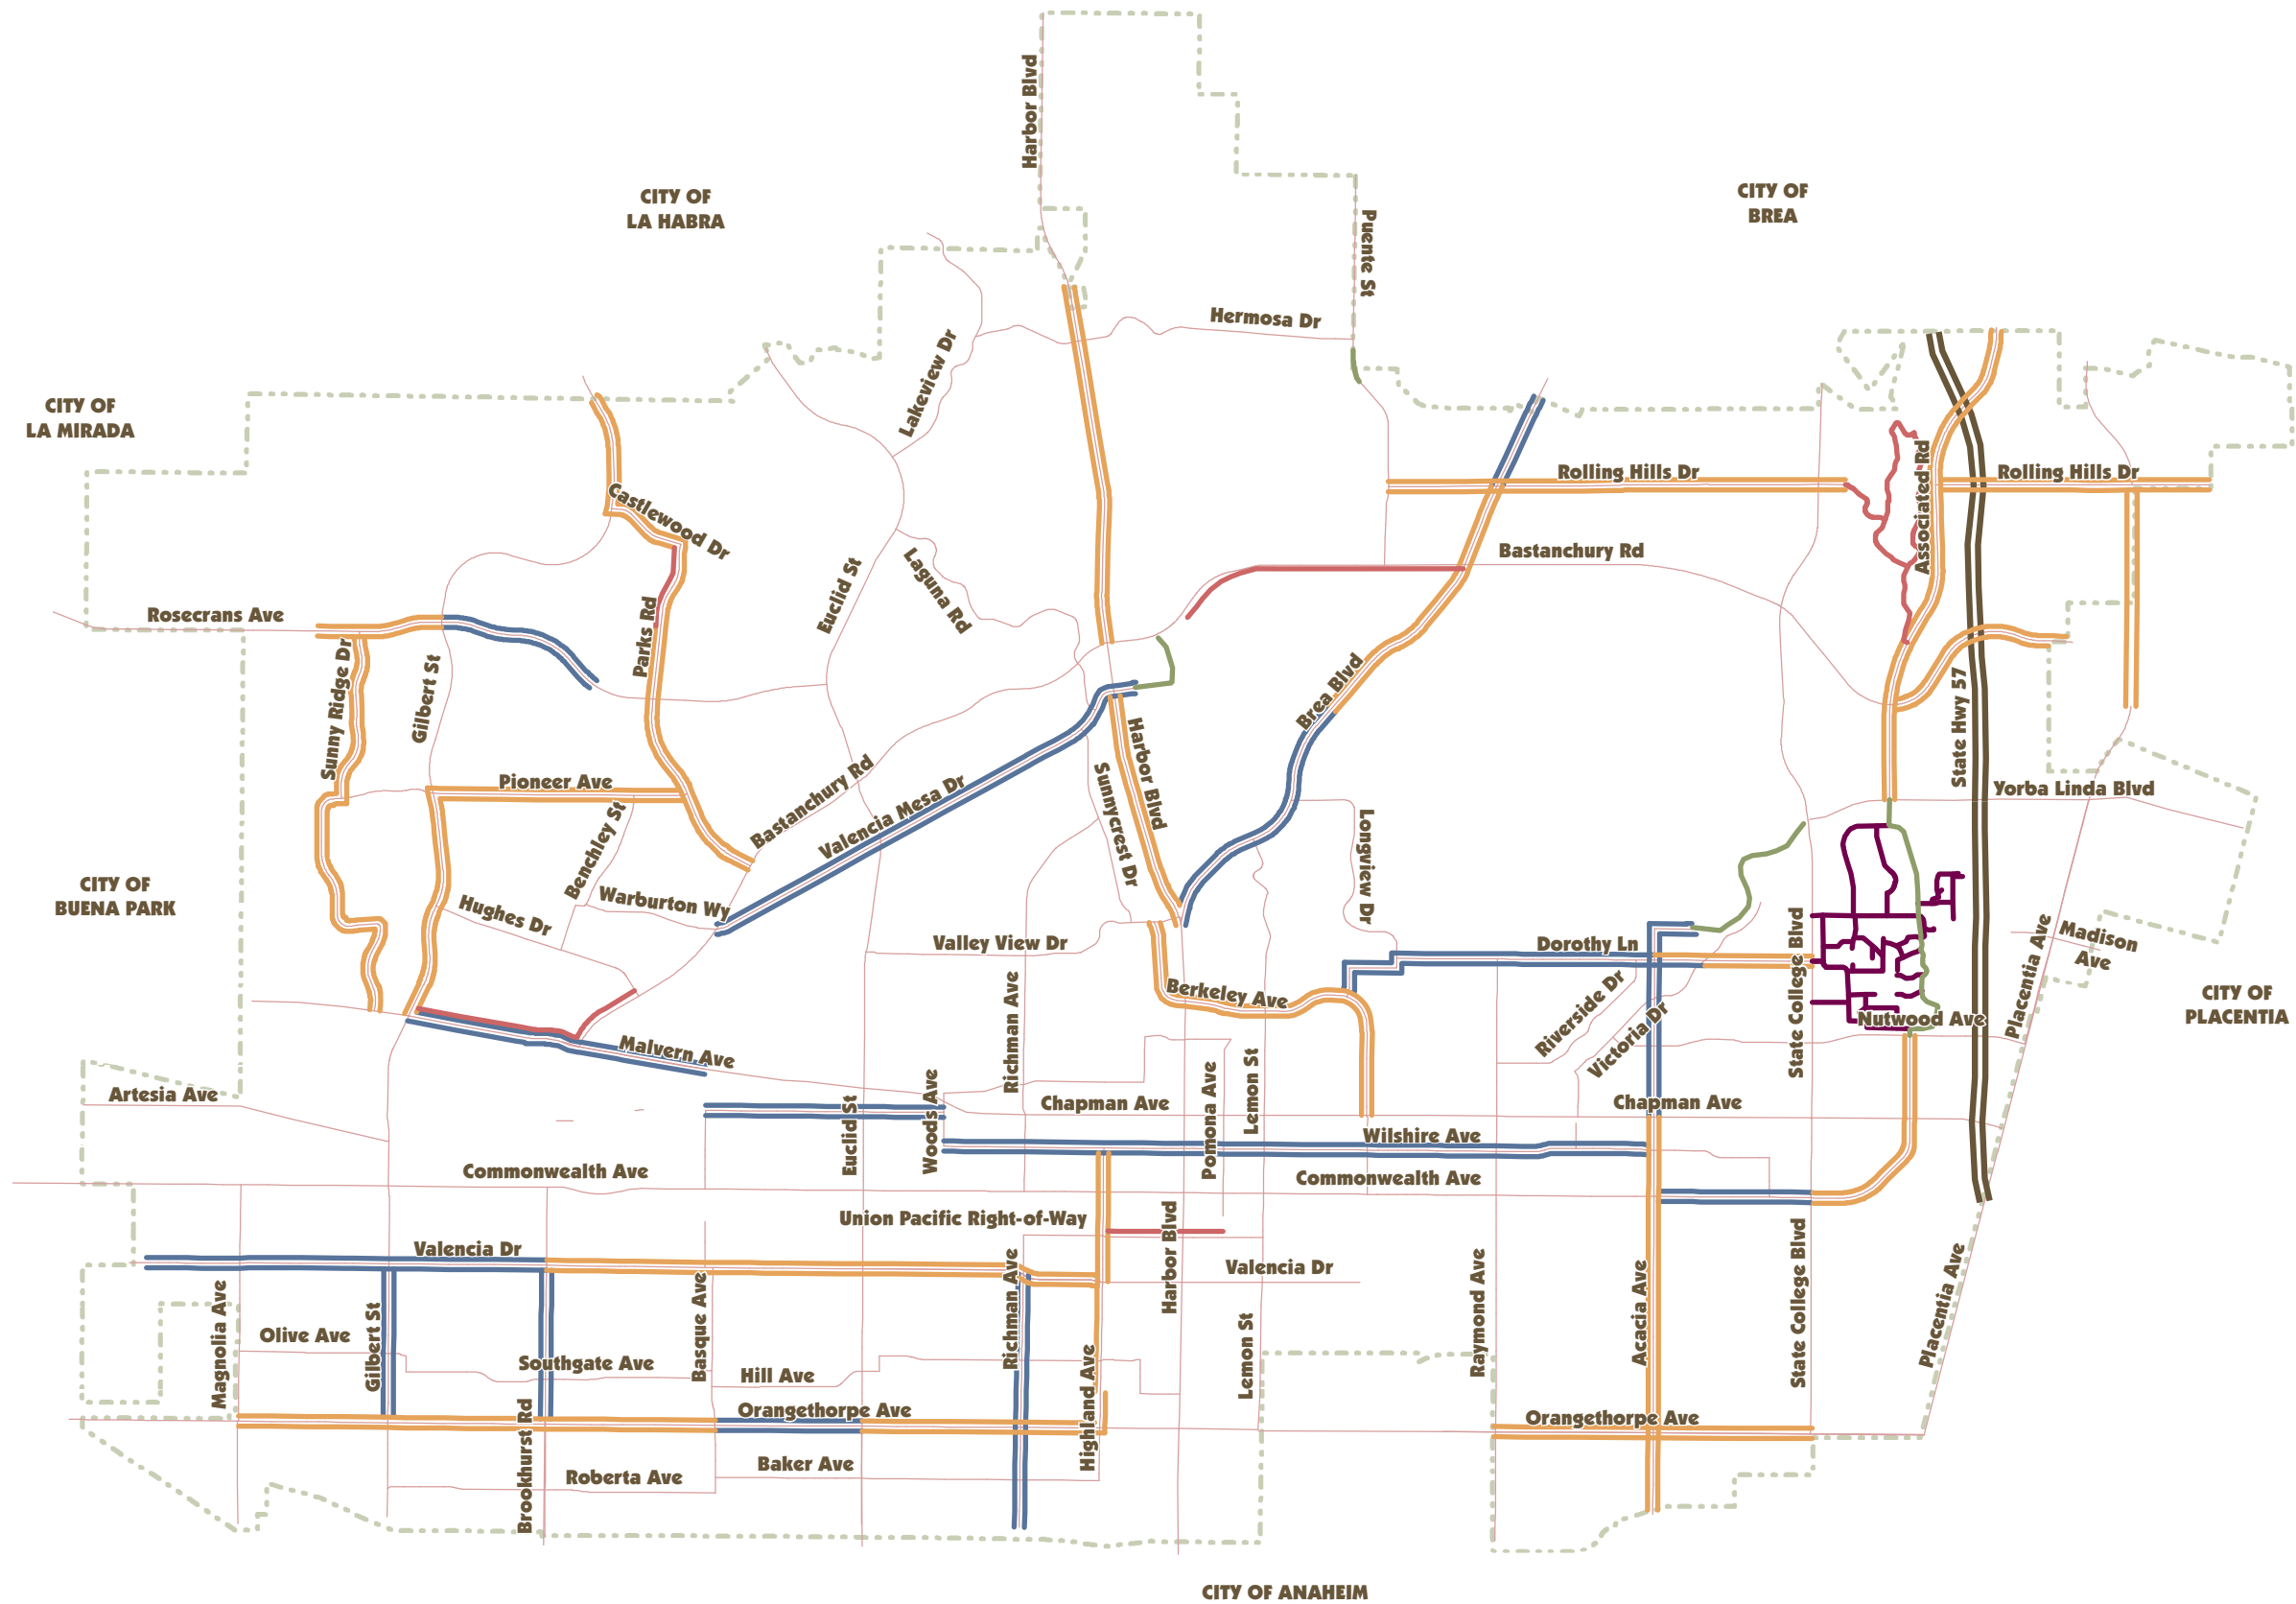 Harbor Blvd
CITY OF
LA HABRA
CITY OF
BREA
Puente St
Hermosa Dr
Lakeview Dr
CITY OF
LA MIRADA
Rolling Hills Dr
Rolling Hills Dr
Associated Rd
Castlewood Dr
Bastanchury Rd
Euclid St
Laguna Rd
Rosecrans Ave
Parks Rd
Sunny Ridge Dr
Gilbert St
Brea Blvd
State Hwy 57
Harbor Blvd
Pioneer Ave
Bastanchury Rd
Valencia Mesa Dr
Sunnycrest Dr
Yorba Linda Blvd
Longview Dr
Benchley St
CITY OF
BUENA PARK
Warburton Wy
Hughes Dr
Valley View Dr
Dorothy Ln
State College Blvd
Placentia Ave
Madison
Ave
Berkeley Ave
Richman Ave
Riverside Dr
Victoria Dr
Nutwood Ave
CITY OF
PLACENTIA
Malvern Ave
Artesia Ave
Euclid St
Woods Ave
Chapman Ave
Pomona Ave
Lemon St
Chapman Ave
Wilshire Ave
Commonwealth Ave
Commonwealth Ave
Union Pacific Right-of-Way
Harbor Blvd
Valencia Dr
Valencia Dr
Richman Ave
Raymond Ave
Acacia Ave
State College Blvd
Placentia Ave
Magnolia Ave
Gilbert St
Basque Ave
Olive Ave
Southgate Ave
Hill Ave
Lemon St
Highland Ave
Orangethorpe Ave
Orangethorpe Ave
Brookhurst Rd
Roberta Ave
Baker Ave
CITY OF ANAHEIM